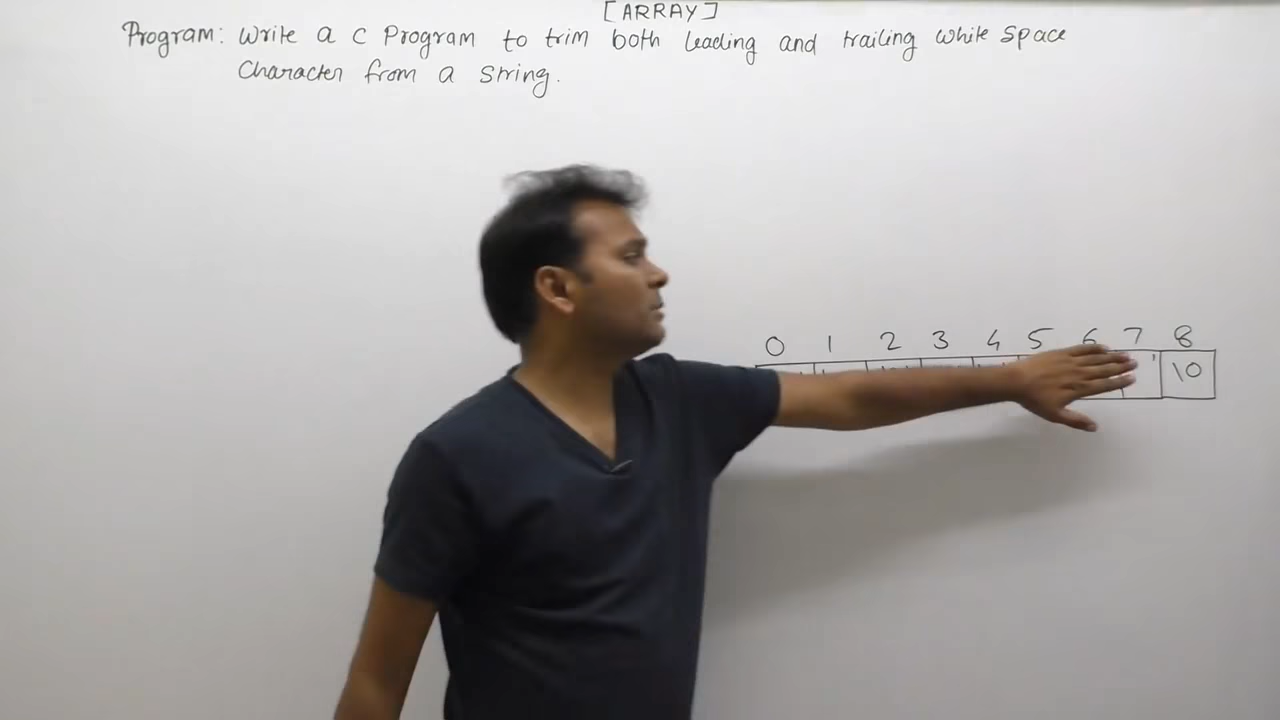 [ARRAY]
Program: Write a C Program to trim both leading and trailing white space
Character from a string.
0 1 2 3 4 5 6 7 8
\0